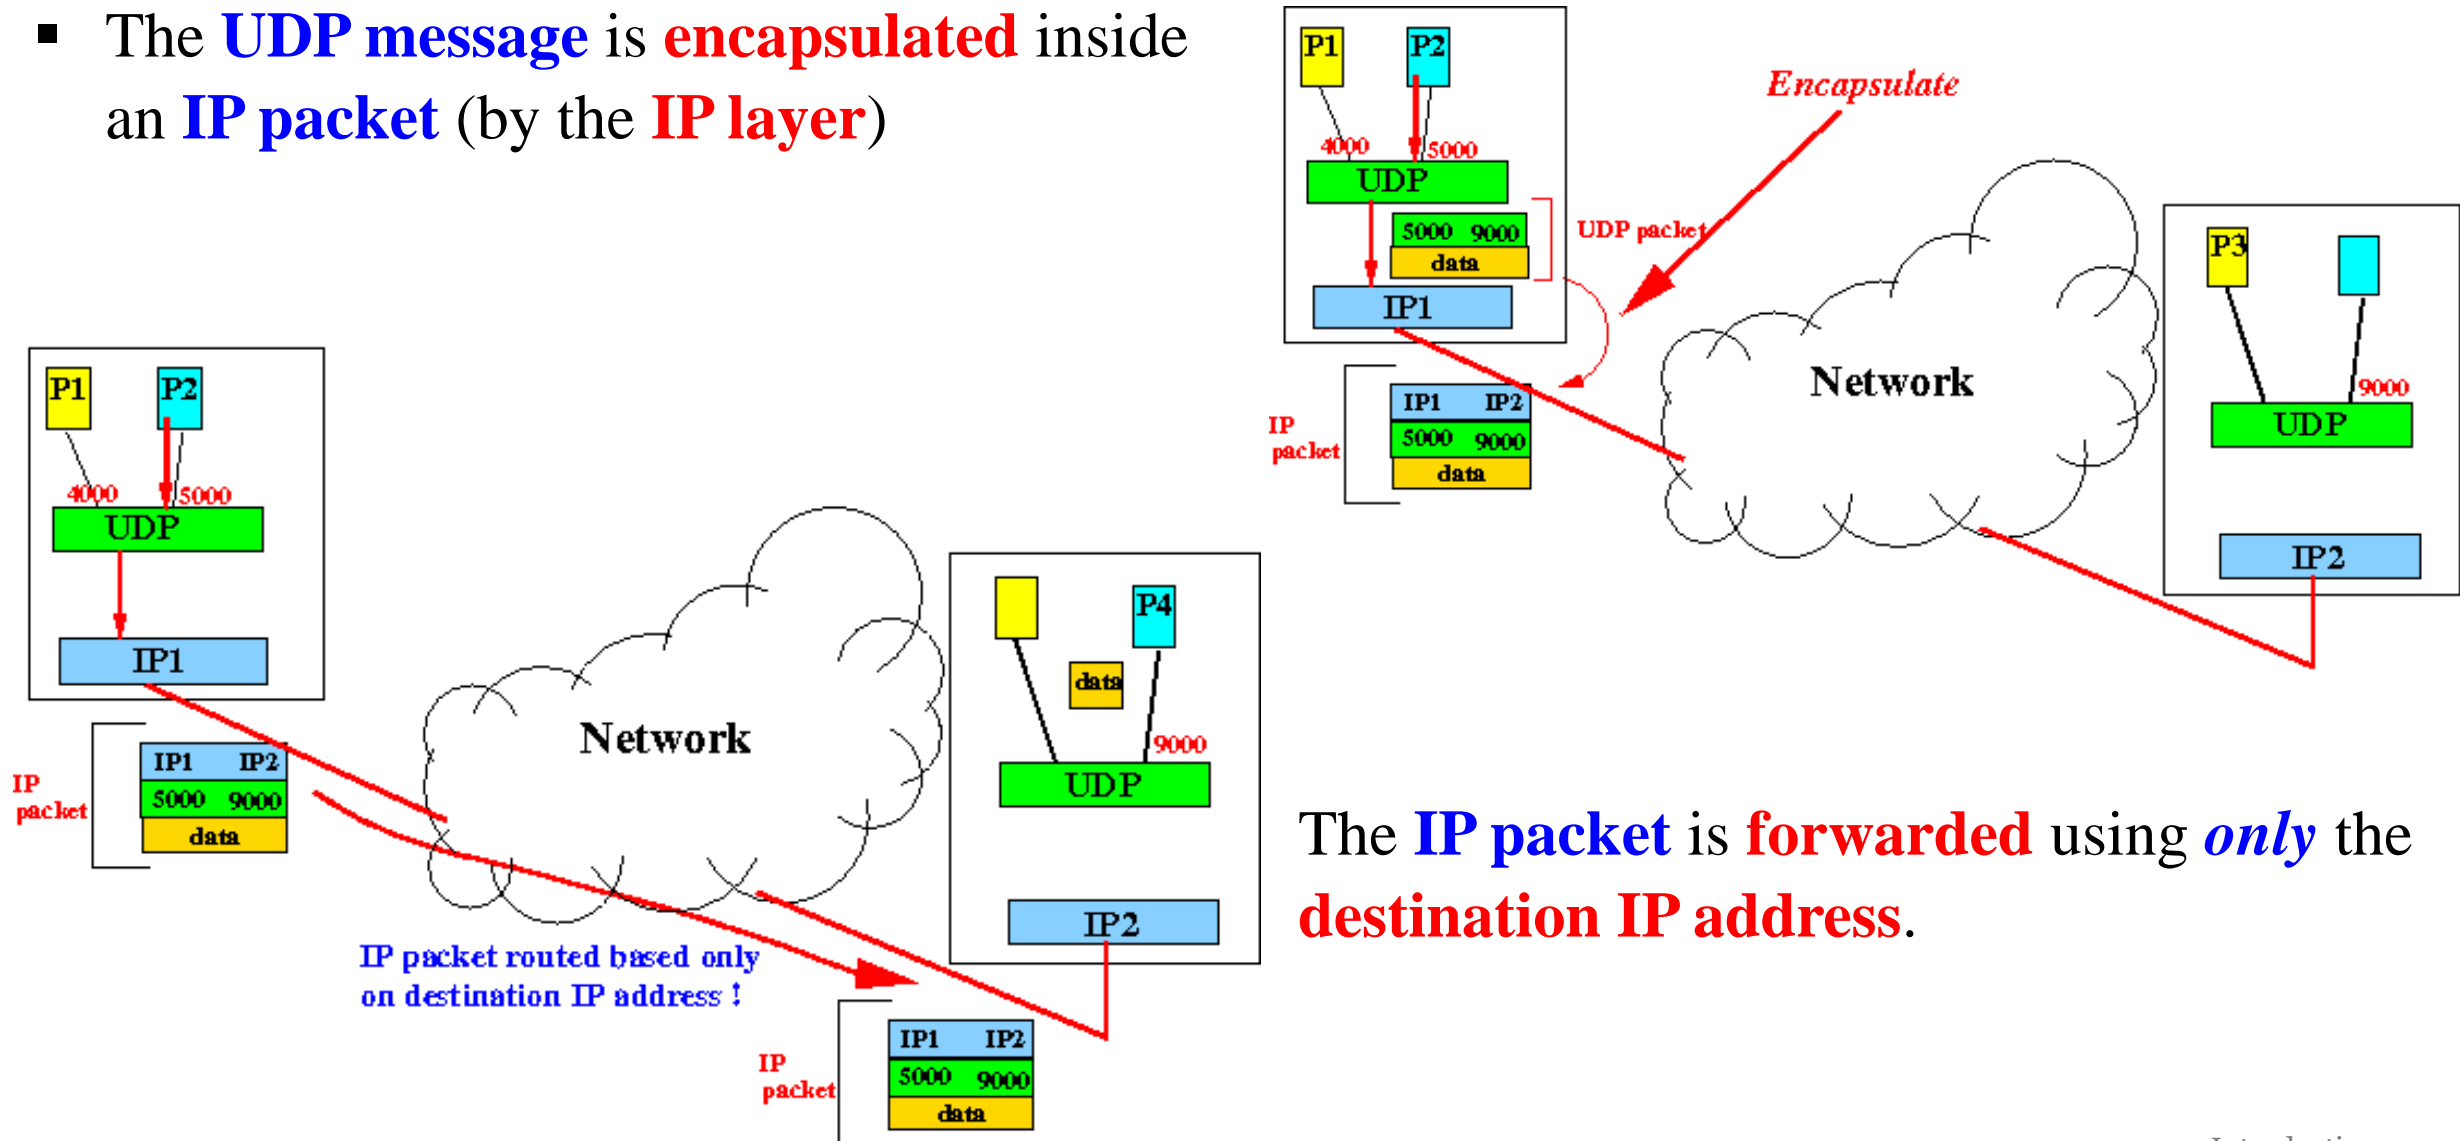 ▪ The UDP message is encapsulated inside
an IP packet (by the IP layer)
P1 P2
Encapsulate
4000 5000
UDP
5000 9000
data
UDP packet
IP1
IP
packet
IP1 IP2
5000 9000
data
Network
P3
9000
UDP
IP2
P1 P2
4000 5000
UDP
IP1
IP
packet
IP1 IP2
5000 9000
data
Network
P4
data
9000
UDP
IP2
IP packet routed based only
on destination IP address !
IP
packet
IP1 IP2
5000 9000
data
The IP packet is forwarded using only the
destination IP address.